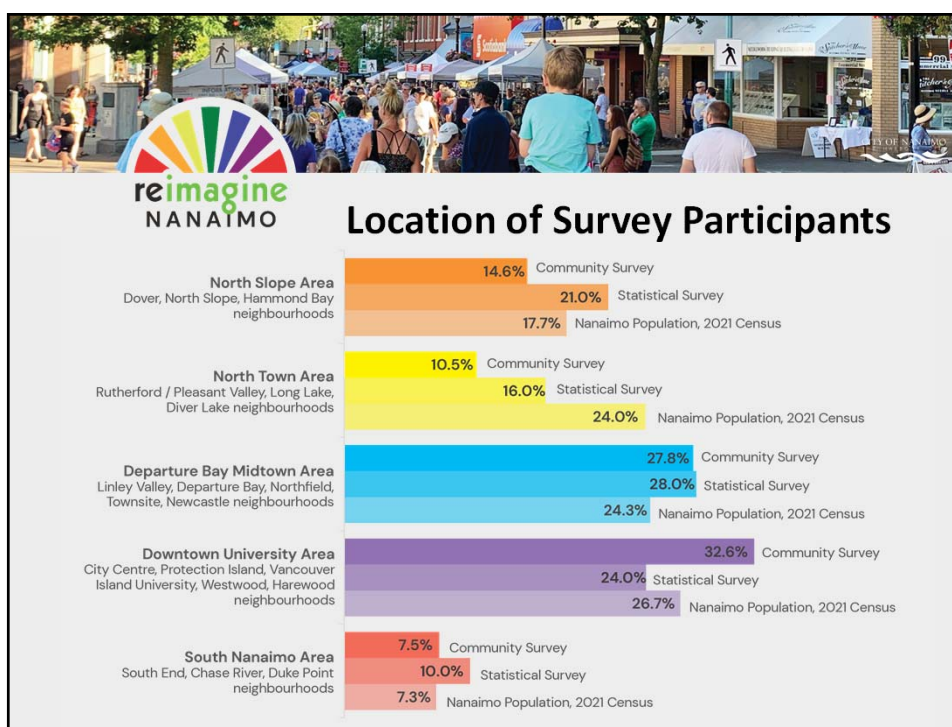 Scotiabank
CITY OF NANAIMO
reimagine
NANAIMO
Location of Survey Participants
North Slope Area
Dover, North Slope, Hammond Bay
neighbourhoods
14.6% Community Survey
21.0% Statistical Survey
17.7% Nanaimo Population, 2021 Census
North Town Area
Rutherford / Pleasant Valley, Long Lake,
Diver Lake neighbourhoods
10.5% Community Survey
16.0% Statistical Survey
24.0% Nanaimo Population, 2021 Census
Departure Bay Midtown Area
Linley Valley, Departure Bay, Northfield,
Townsite, Newcastle neighbourhoods
27.8% Community Survey
28.0% Statistical Survey
24.3% Nanaimo Population, 2021 Census
Downtown University Area
City Centre, Protection Island, Vancouver
Island University, Westwood, Harewood
neighbourhoods
32.6% Community Survey
24.0% Statistical Survey
26.7% Nanaimo Population, 2021 Census
South Nanaimo Area
South End, Chase River, Duke Point
neighbourhoods
7.5% Community Survey
10.0% Statistical Survey
7.3% Nanaimo Population, 2021 Census